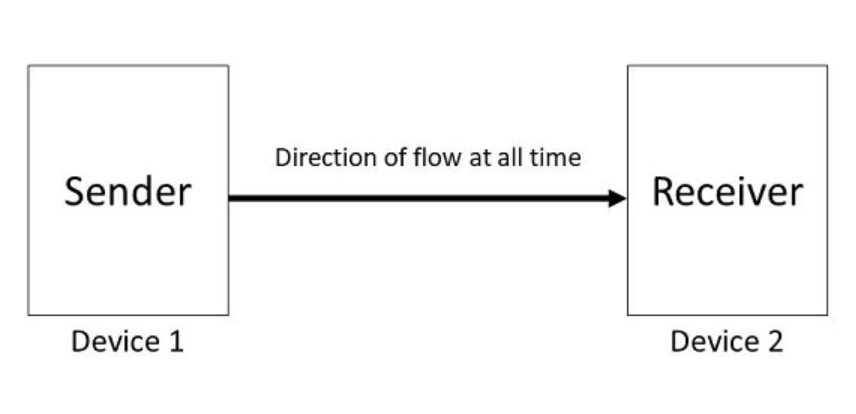 Direction of flow at all time
Sender
Receiver
Device 1
Device 2